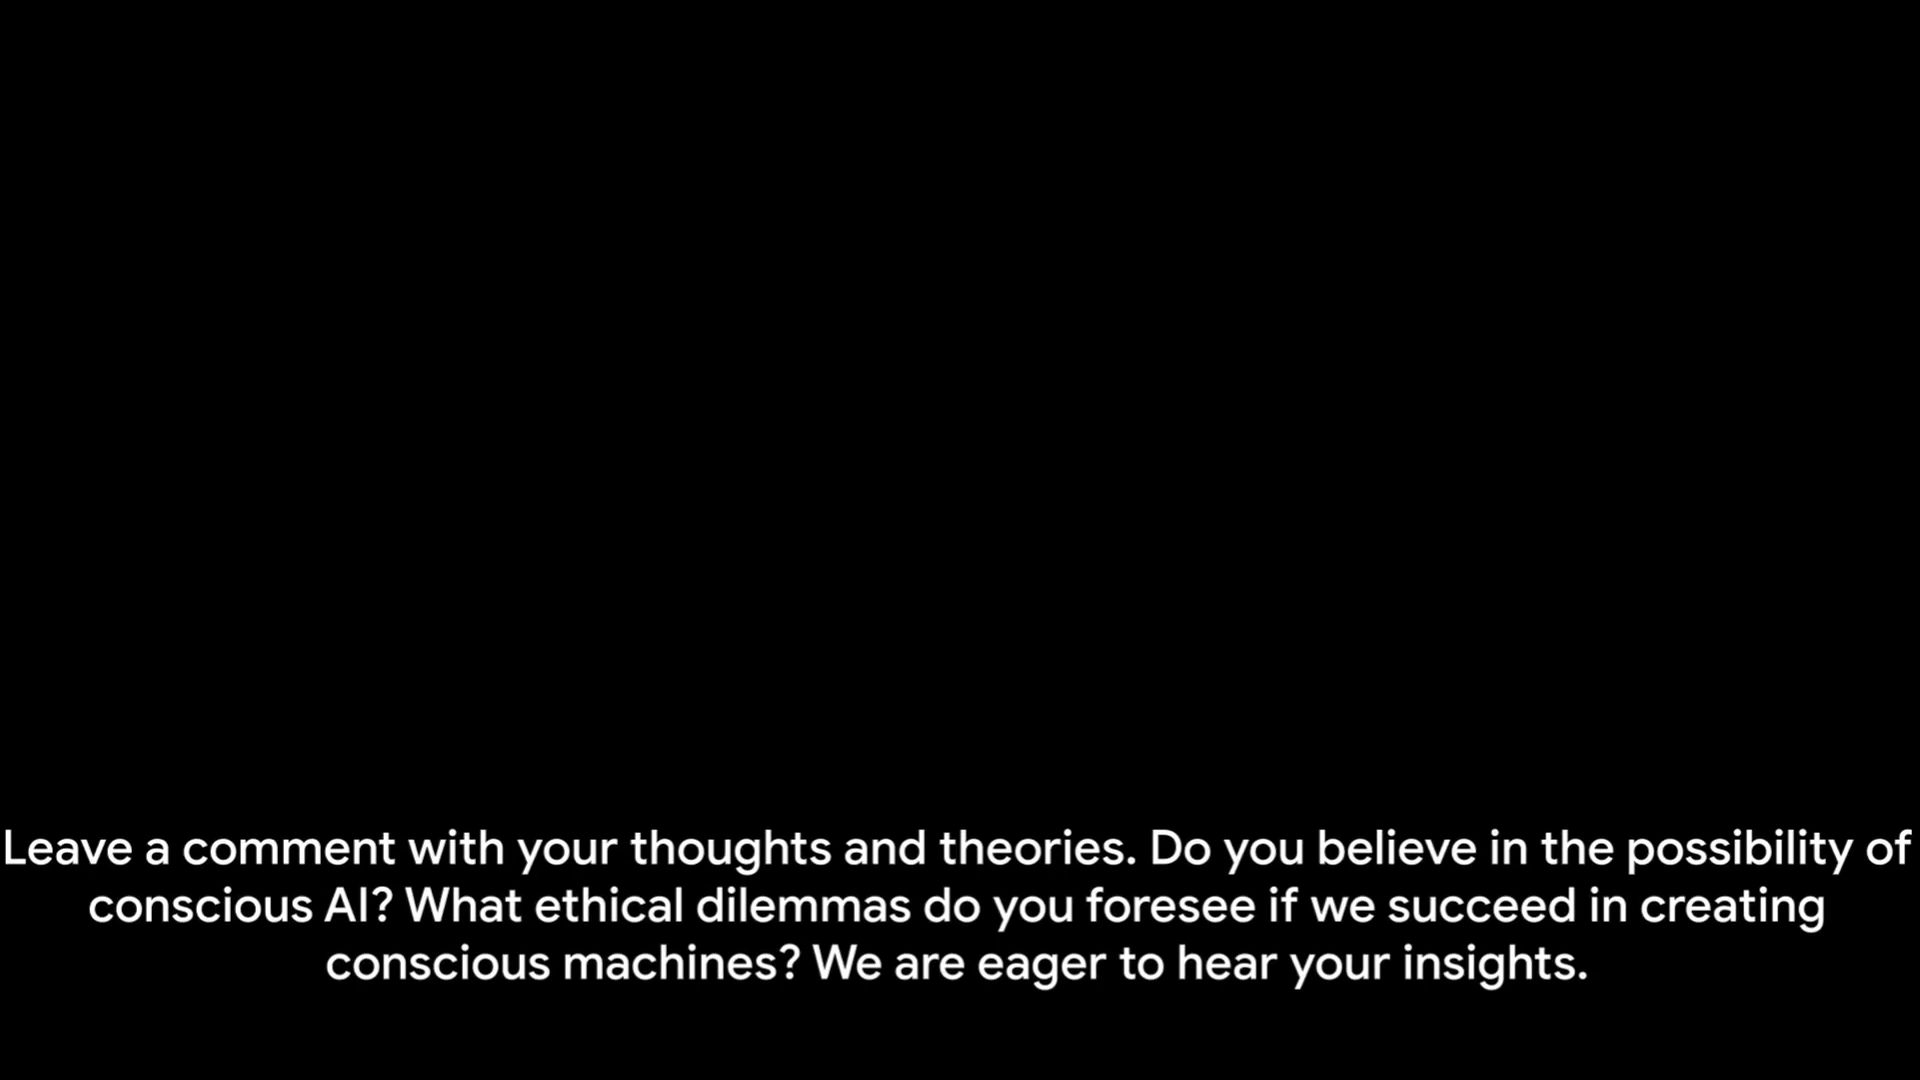 Leave a comment with your thoughts and theories. Do you believe in the possibility of
conscious AI? What ethical dilemmas do you foresee if we succeed in creating
conscious machines? We are eager to hear your insights.